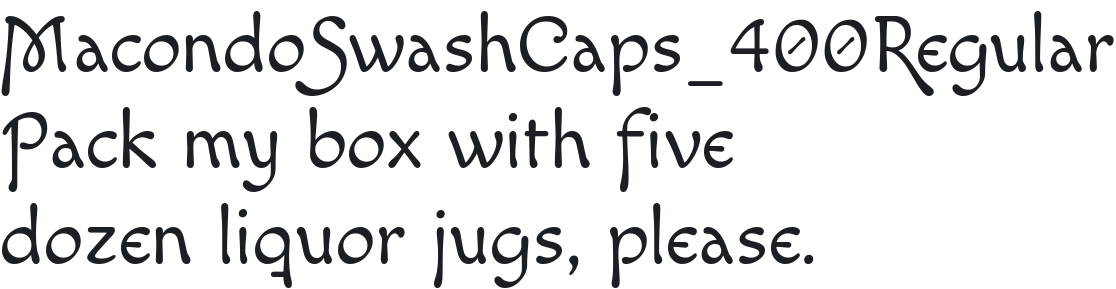 MacondoSwashCaps_400Regular
Pack my box with five
dozen liquor jugs, please.